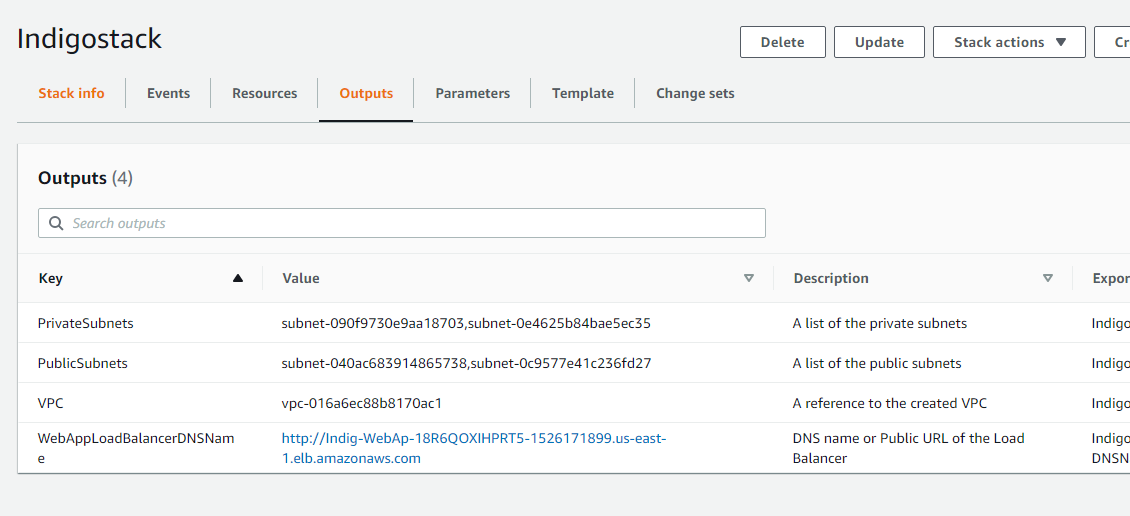 Indigostack
Delete Update Stack actions Cr
Stack info Events Resources Outputs Parameters Template Change sets
Outputs (4)
Search outputs
Key Value Description Expor
PrivateSubnets subnet-090f9730e9aa18703,subnet-0e4625b84bae5ec35 A list of the private subnets Indigo
PublicSubnets subnet-040ac683914865738,subnet-0c9577e41c236fd27 A list of the public subnets Indigo
VPC vpc-016a6ec88b8170ac1 A reference to the created VPC Indigo
WebAppLoadBalancerDNSNam http://Indig-WebAp-18R6QOXIHPRT5-1526171899.us-east- DNS name or Public URL of the Load Indigo
e 1.elb.amazonaws.com Balancer DNSN